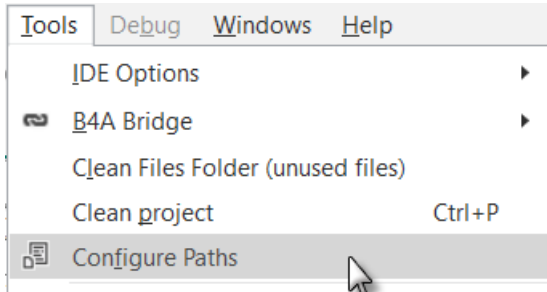 Tools Debug Windows Help
IDE Options
B4A Bridge
Clean Files Folder (unused files)
Clean project Ctrl+P
Configure Paths